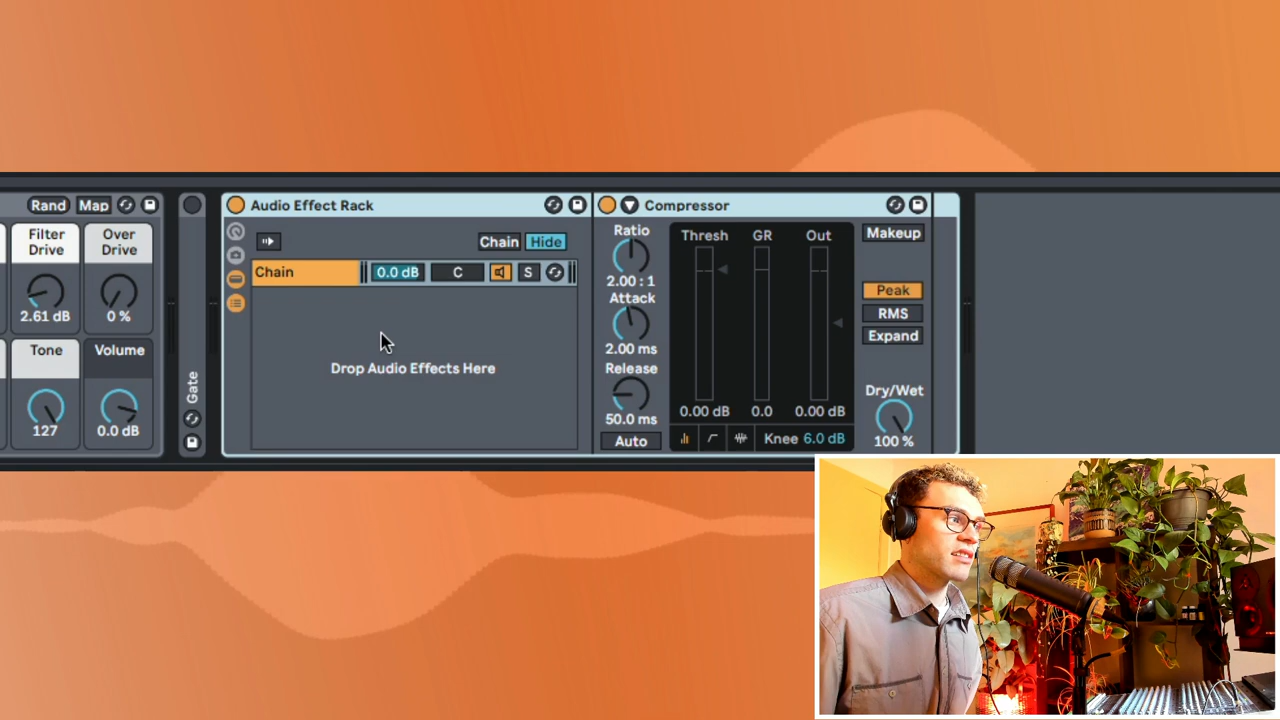 Rand Map
Filter Drive
Over Drive
2.61 dB
0 %
Tone
Volume
127
0.0 dB
Gate
Audio Effect Rack
Chain Hide
Chain 0.0 dB C S
Drop Audio Effects Here
Compressor
Ratio
2.00 : 1
Attack
2.00 ms
Release
50.0 ms
Auto
Thresh GR Out
0.00 dB 0.0 0.00 dB
Knee 6.0 dB
Makeup
Peak
RMS
Expand
Dry/Wet
100 %